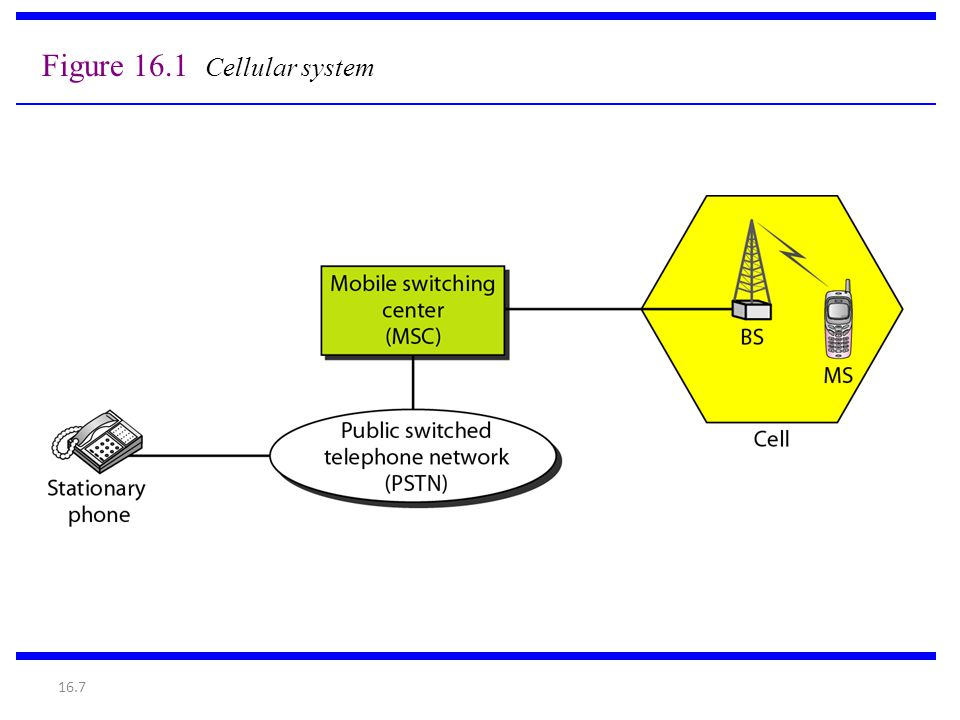 Figure 16.1 Cellular system
Mobile switching
center
(MSC)
BS
MS
Cell
Public switched
telephone network
(PSTN)
Stationary
phone
16.7